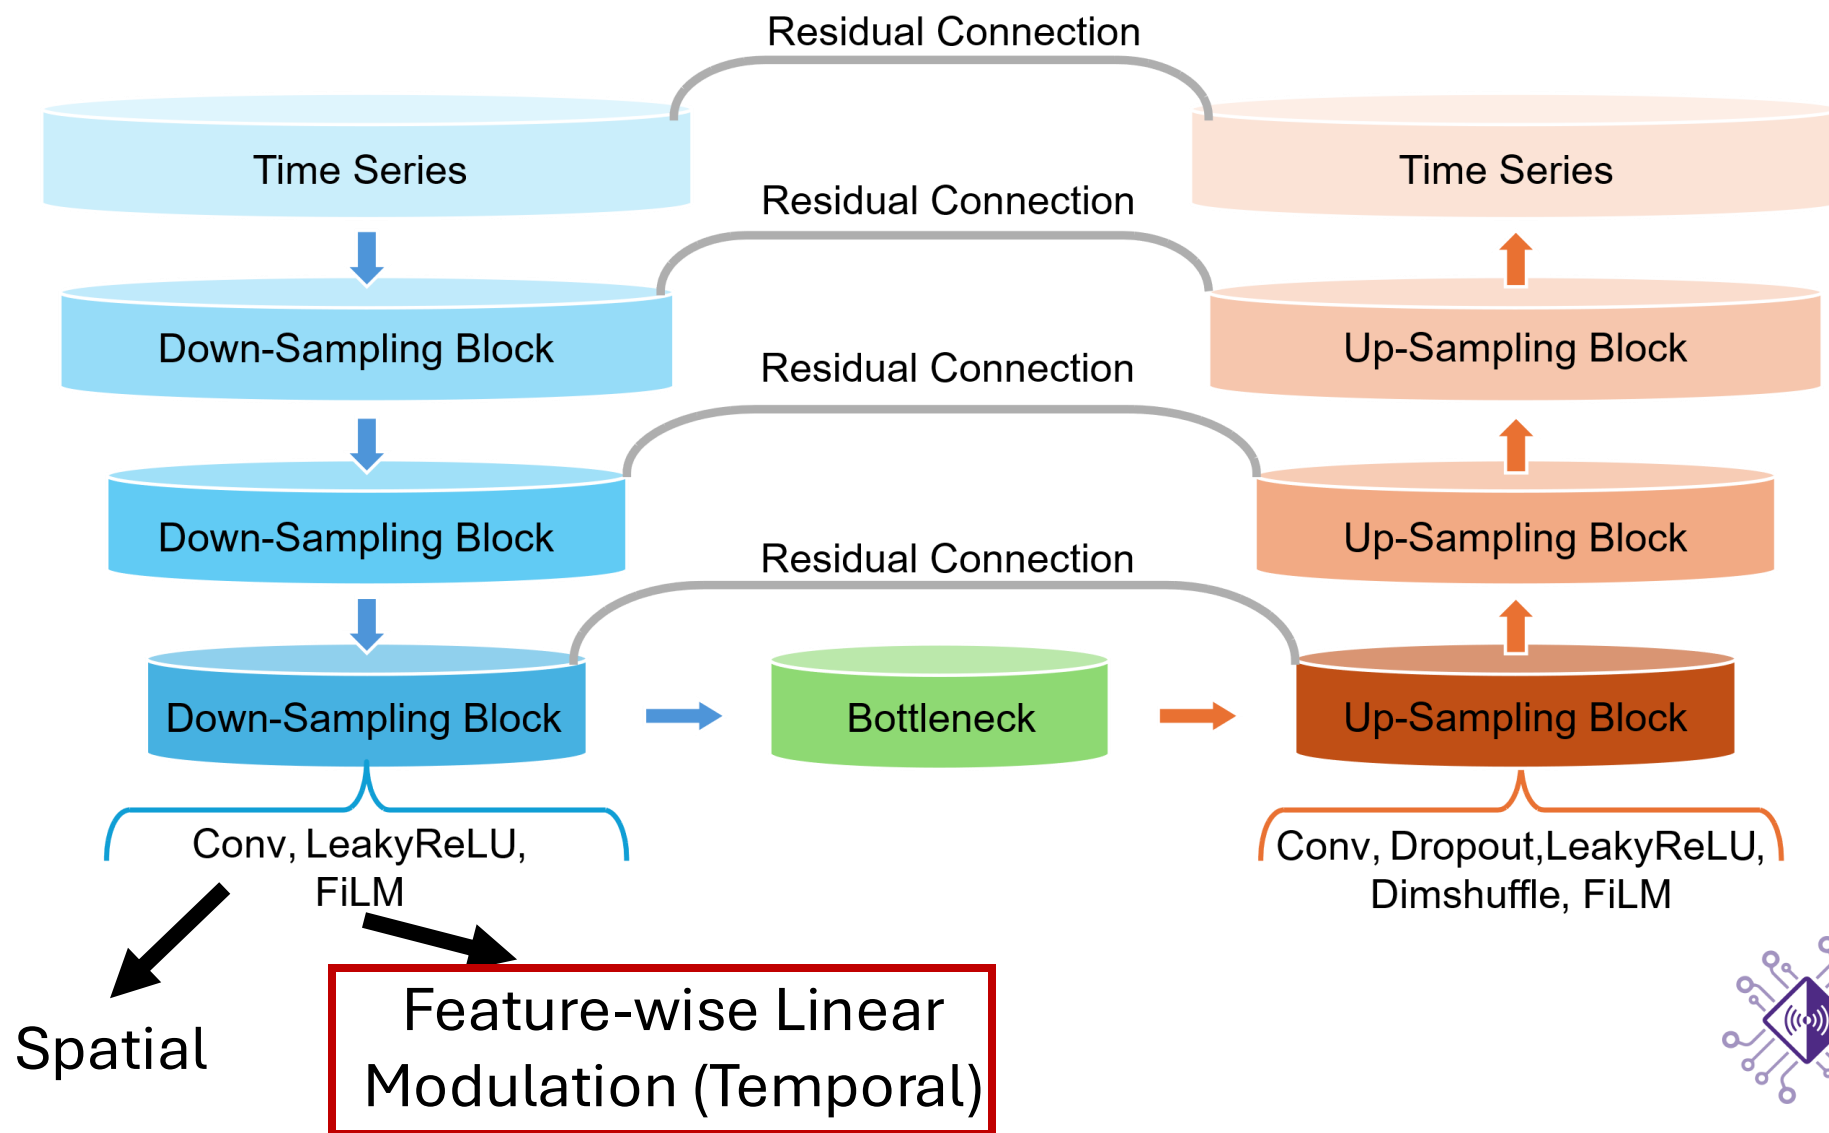 Residual Connection
Time Series
Time Series
Residual Connection
Down-Sampling Block
Up-Sampling Block
Residual Connection
Down-Sampling Block
Up-Sampling Block
Residual Connection
Down-Sampling Block
Bottleneck
Up-Sampling Block
Conv, LeakyReLU,
FiLM
Conv, Dropout,LeakyReLU,
Dimshuffle, FiLM
Spatial
Feature-wise Linear
Modulation (Temporal)